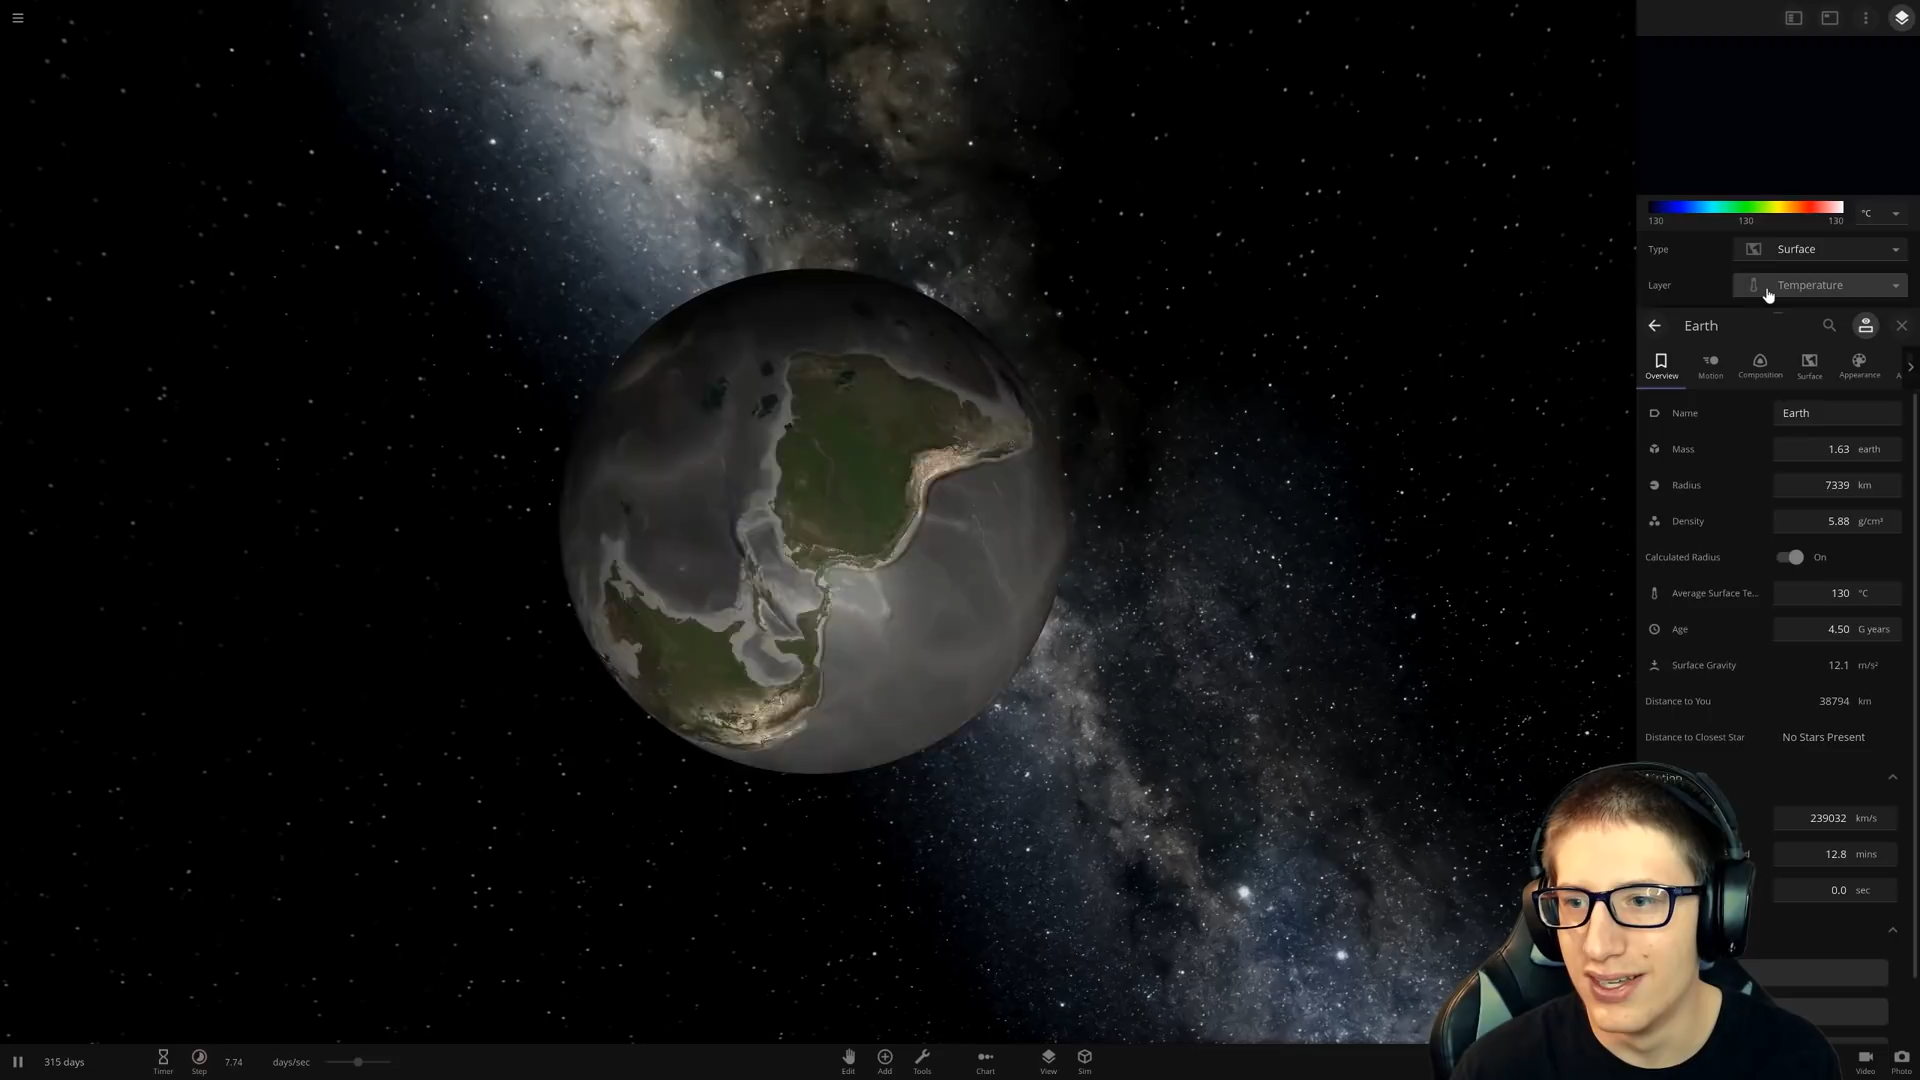 130 130 130 °C
Type Surface
Layer Temperature
Earth
Overview Motion Composition Surface Appearance A
Name Earth
Mass 1.63 earth
Radius 7339 km
Density 5.88 g/cm³
Calculated Radius On
Average Surface Te... 130 °C
Age 4.50 G years
Surface Gravity 12.1 m/s²
Distance to You 38794 km
Distance to Closest Star No Stars Present
239032 km/s
12.8 mins
0.0 sec
315 days Timer Step 7.74 days/sec Edit Add Tools Chart View Sim Video Photo